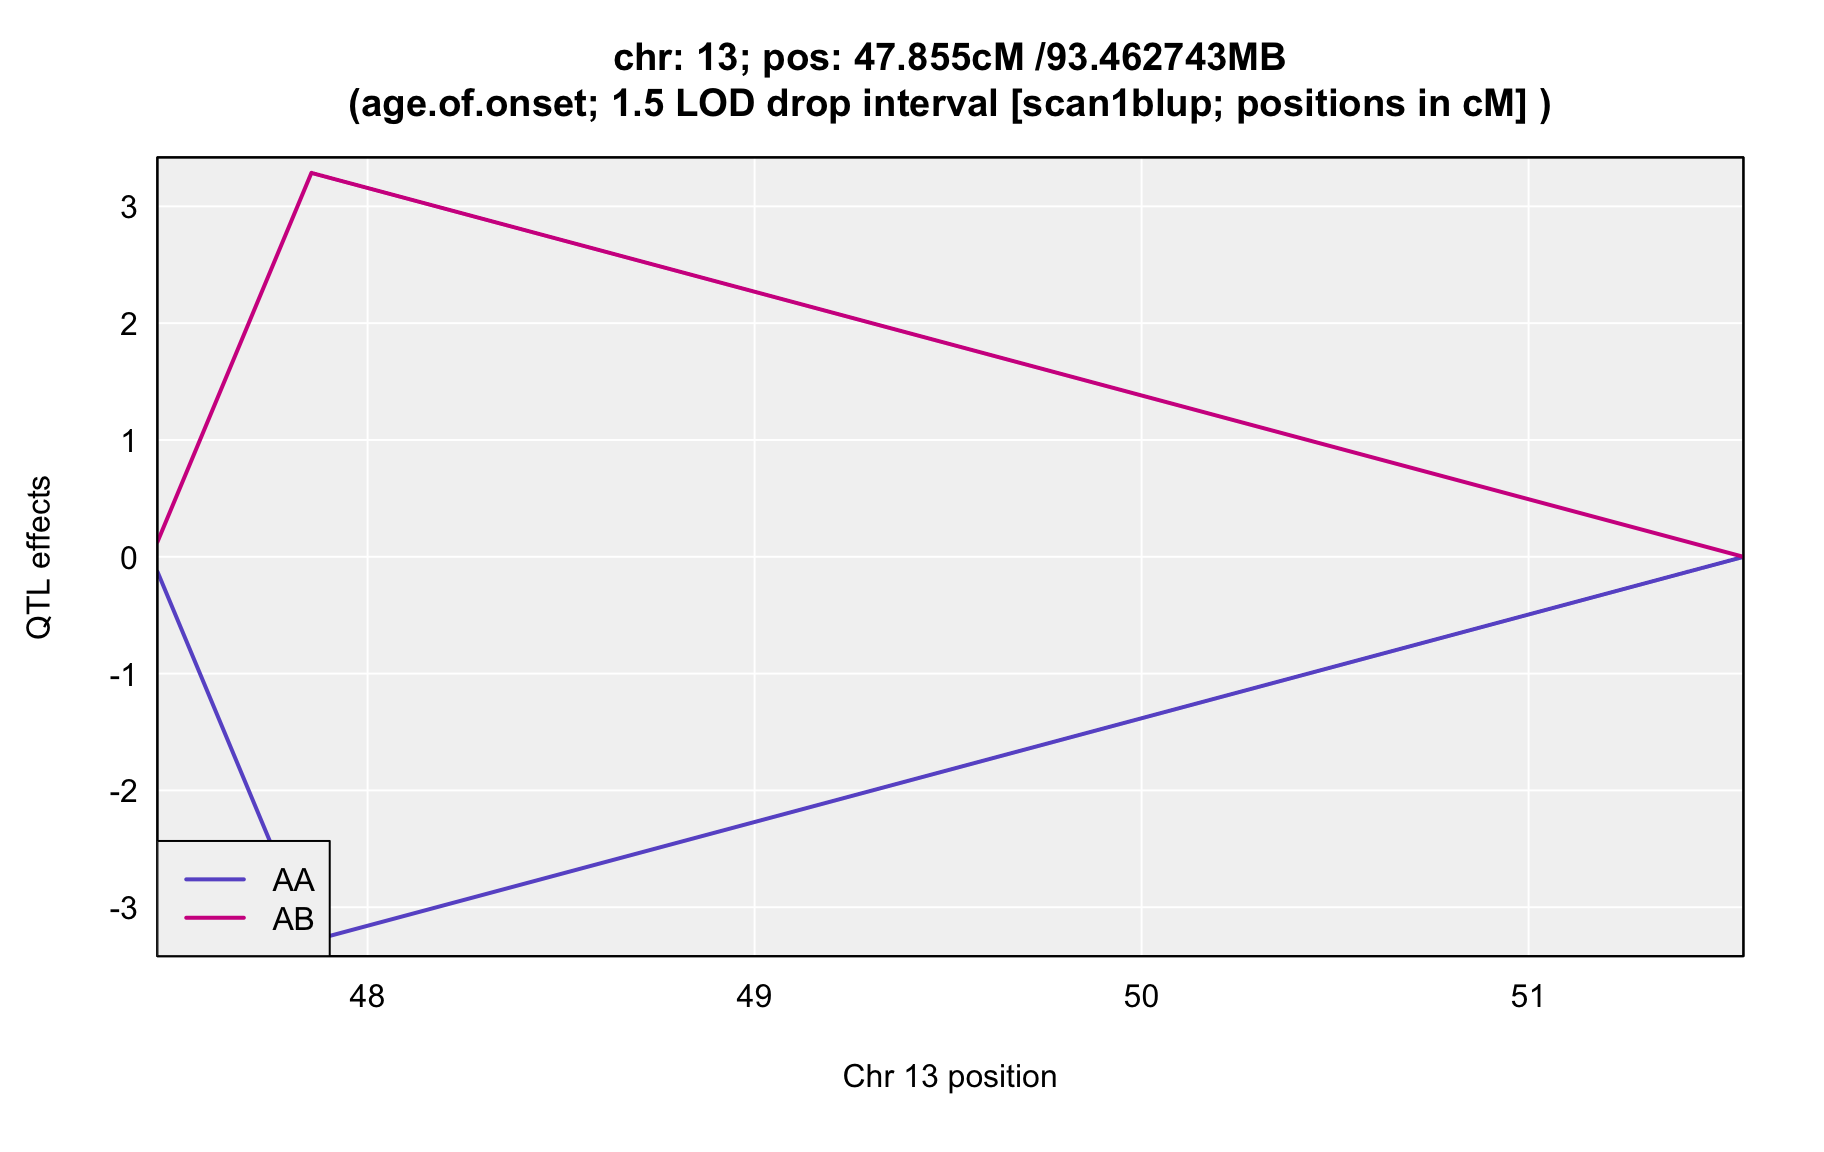 chr: 13; pos: 47.855cM /93.462743MB
(age.of.onset; 1.5 LOD drop interval [scan1blup; positions in cM] )
3
2
1
0
-1
-2
-3
QTL effects
AA
AB
48 49 50 51
Chr 13 position